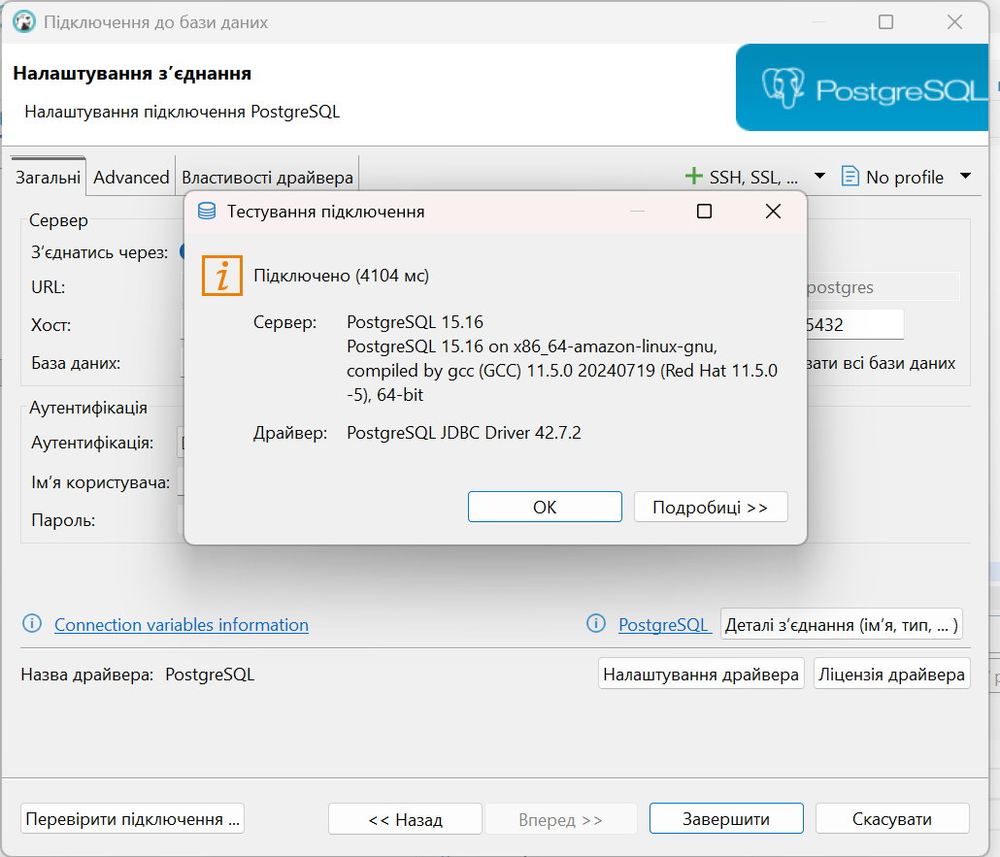 Підключення до бази даних
Налаштування з’єднання
Налаштування підключення PostgreSQL
PostgreSQL
Загальні
Advanced
Властивості драйвера
SSH, SSL, ...
No profile
Сервер
З’єднатись через:
URL:
postgres
Хост:
5432
База даних:
вати всі бази даних
Аутентифікація
Аутентифікація:
Ім’я користувача:
Пароль:
Тестування підключення
Підключено (4104 мс)
Сервер: PostgreSQL 15.16
PostgreSQL 15.16 on x86_64-amazon-linux-gnu,
compiled by gcc (GCC) 11.5.0 20240719 (Red Hat 11.5.0
-5), 64-bit
Драйвер: PostgreSQL JDBC Driver 42.7.2
ОК
Подробиці >>
Connection variables information
PostgreSQL
Деталі з’єднання (ім’я, тип, ... )
Назва драйвера: PostgreSQL
Налаштування драйвера
Ліцензія драйвера
Перевірити підключення ...
<< Назад
Вперед >>
Завершити
Скасувати